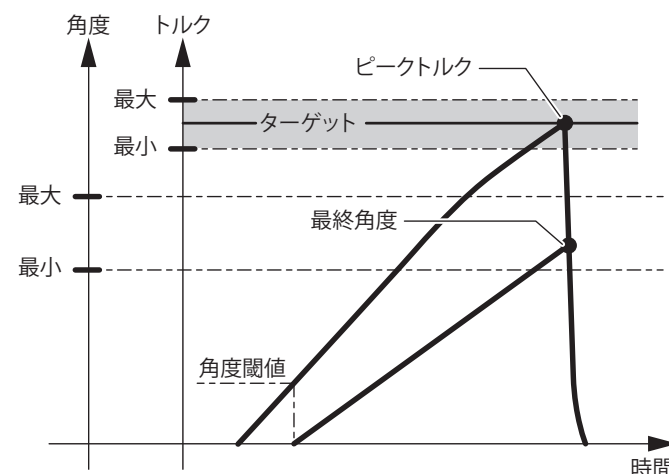 角度
トルク
ピークトルク
最大
ターゲット
最小
最大
最終角度
最小
角度閾値
時間